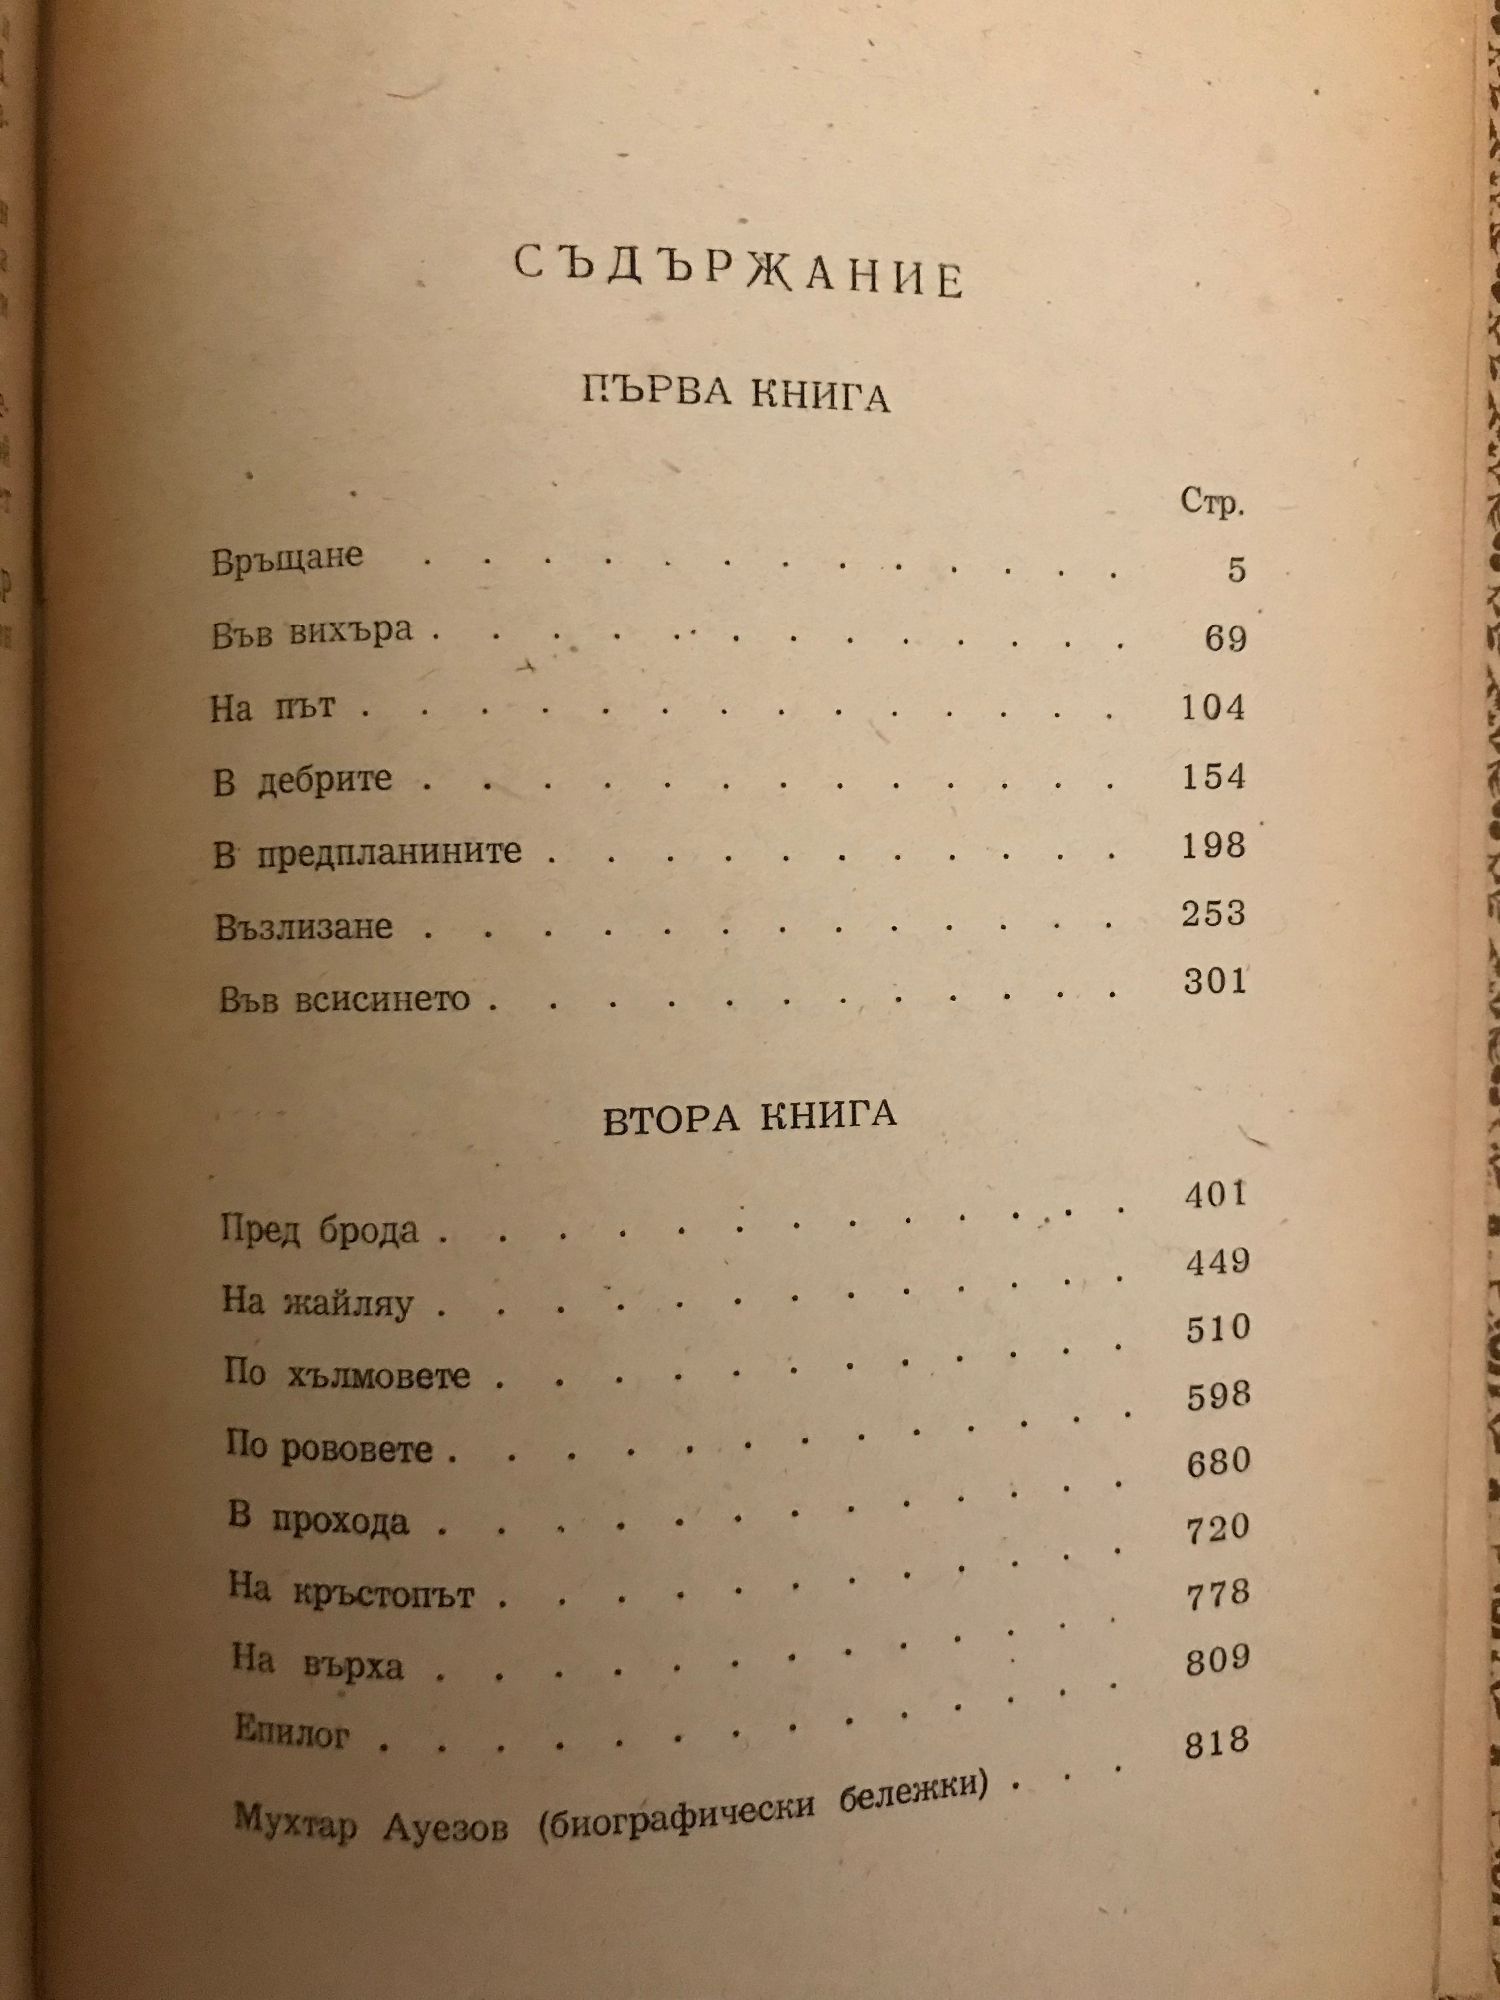 СЪДЪРЖАНИЕ
ПЪРВА КНИГА
Стр.
Връщане . . . . . . . . . . . . 5
Във вихъра . . . . . . . . . . . . 69
На път . . . . . . . . . . . . . . 104
В дебрите . . . . . . . . . . . . 154
В предпланините . . . . . . . . . . 198
Възлизане . . . . . . . . . . . . 253
Във всисинето . . . . . . . . . . . 301
ВТОРА КНИГА
Пред брода . . . . . . . . . . . . 401
На жайляу . . . . . . . . . . . . 449
По хълмовете . . . . . . . . . . . 510
По рововете . . . . . . . . . . . . 598
В прохода . . . . . . . . . . . . 680
На кръстопът . . . . . . . . . . . 720
На върха . . . . . . . . . . . . 778
Епилог . . . . . . . . . . . . . 809
Мухтар Ауезов (биографически бележки) . . . 818